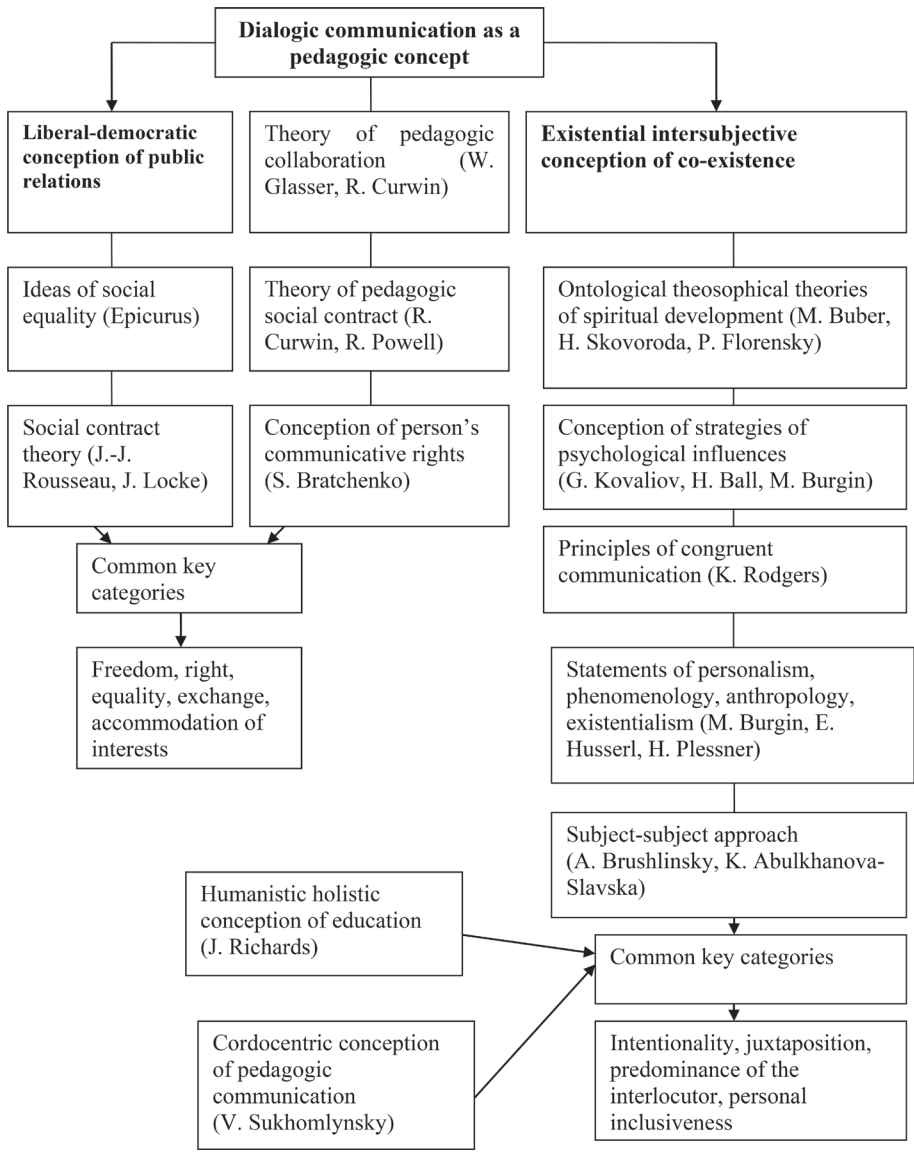 Dialogic communication as a
pedagogic concept
Liberal-democratic
conception of public
relations
Theory of pedagogic
collaboration (W.
Glasser, R. Curwin)
Existential intersubjective
conception of co-existence
Ideas of social
equality (Epicurus)
Theory of pedagogic
social contract (R.
Curwin, R. Powell)
Ontological theosophical theories
of spiritual development (M. Buber,
H. Skovoroda, P. Florensky)
Social contract
theory (J.-J.
Rousseau, J. Locke)
Conception of person’s
communicative rights
(S. Bratchenko)
Conception of strategies of
psychological influences
(G. Kovaliov, H. Ball, M. Burgin)
Common key
categories
Principles of congruent
communication (K. Rodgers)
Freedom, right,
equality, exchange,
accommodation of
interests
Statements of personalism,
phenomenology, anthropology,
existentialism (M. Burgin, E.
Husserl, H. Plessner)
Subject-subject approach
(A. Brushlinsky, K. Abulkhanova-
Slavska)
Humanistic holistic
conception of education
(J. Richards)
Common key categories
Cordocentric conception
of pedagogic
communication
(V. Sukhomlynsky)
Intentionality, juxtaposition,
predominance of the
interlocutor, personal
inclusiveness